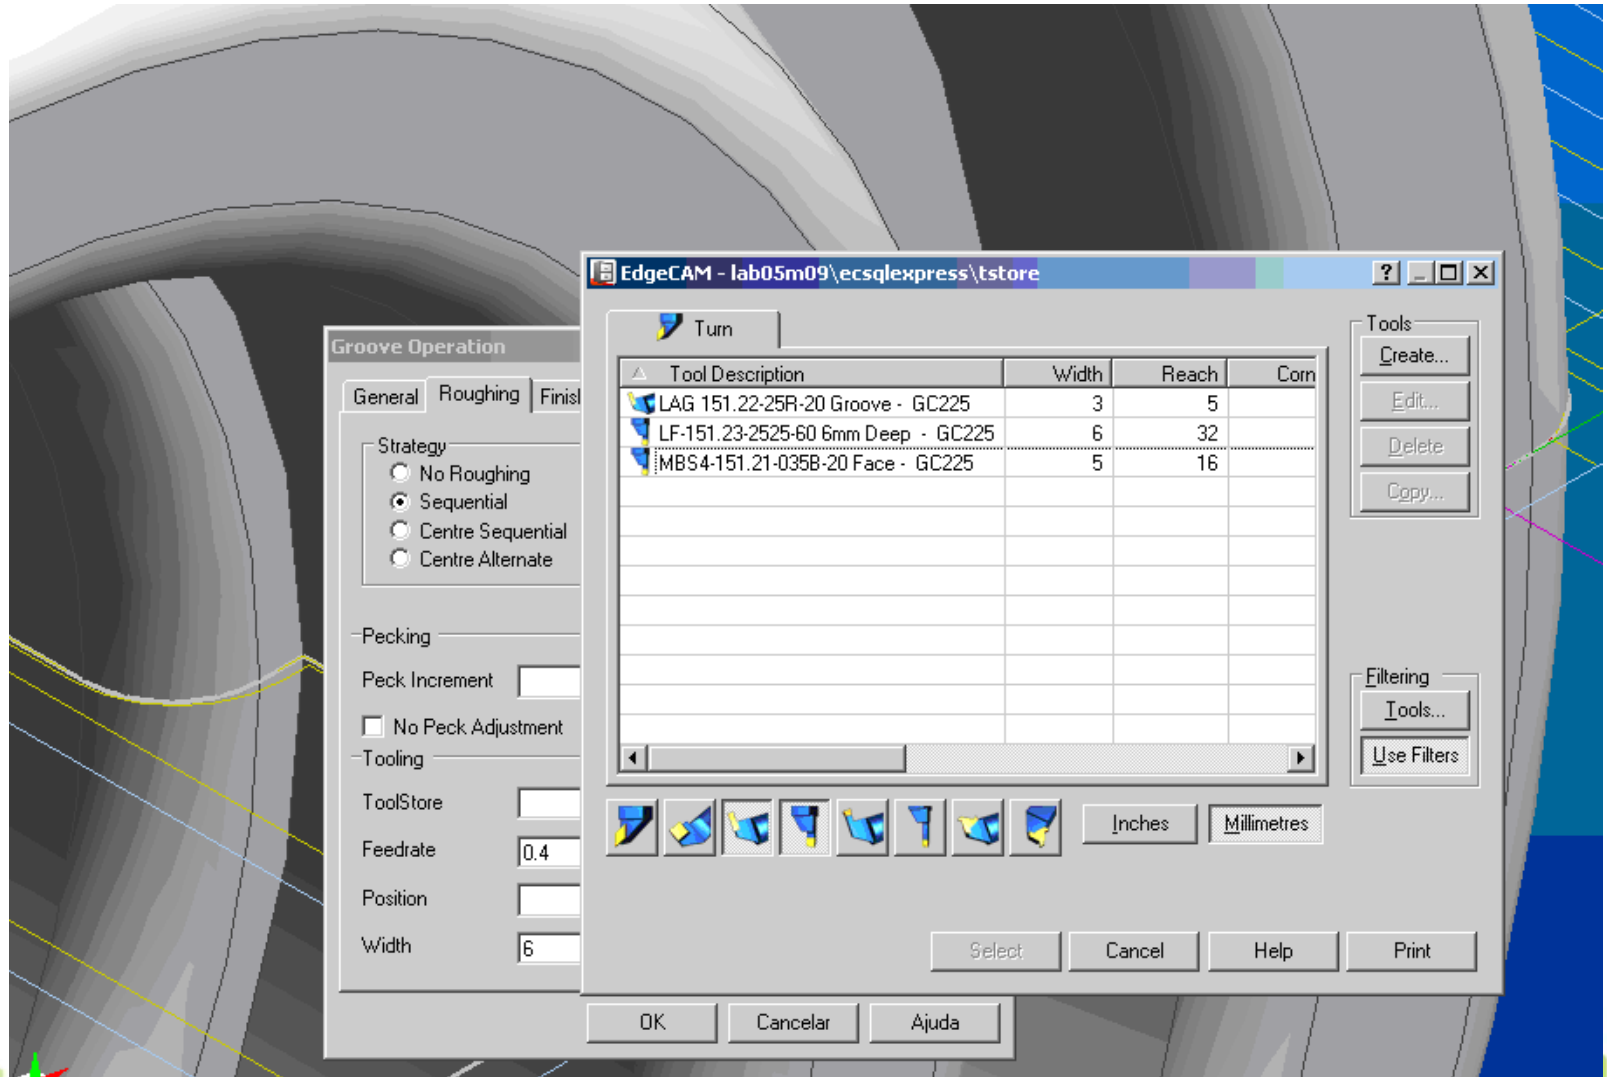 EdgeCAM - lab05m09\ecsqlexpress\tstore
Turn
Tool Description Width Reach Corn
LAG 151.22-25R-20 Groove - GC225 3 5
LF-151.23-2525-60 6mm Deep - GC225 6 32
MBS4-151.21-035B-20 Face - GC225 5 16
Tools
Create...
Edit...
Delete
Copy...
Filtering
Tools...
Use Filters
Inches Millimetres
Select Cancel Help Print
Groove Operation
General Roughing Finis
Strategy
No Roughing
Sequential
Centre Sequential
Centre Alternate
Pecking
Peck Increment
No Peck Adjustment
Tooling
ToolStore
Feedrate 0.4
Position
Width 6
OK Cancelar Ajuda